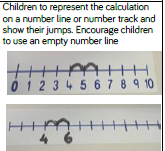 Children to represent the calculation
on a number line or number track and
show their jumps. Encourage children
to use an empty number line
0 1 2 3 4 5 6 7 8 9 10
4 6